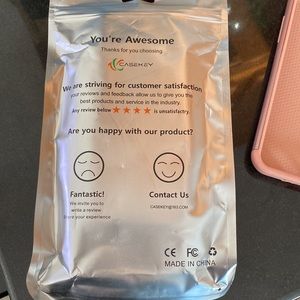 You're Awesome
Thanks for you choosing
CASEKEY
We are striving for customer satisfaction
your reviews and feedback allow us to give you the
best products and service in the industry.
Any review below ★★★★ is unsatisfactry.
Are you happy with our product?
Fantastic!
We invite you to
write a review
Share your experience
Contact Us
CASEKEY@163.COM
CE FC
MADE IN CHINA